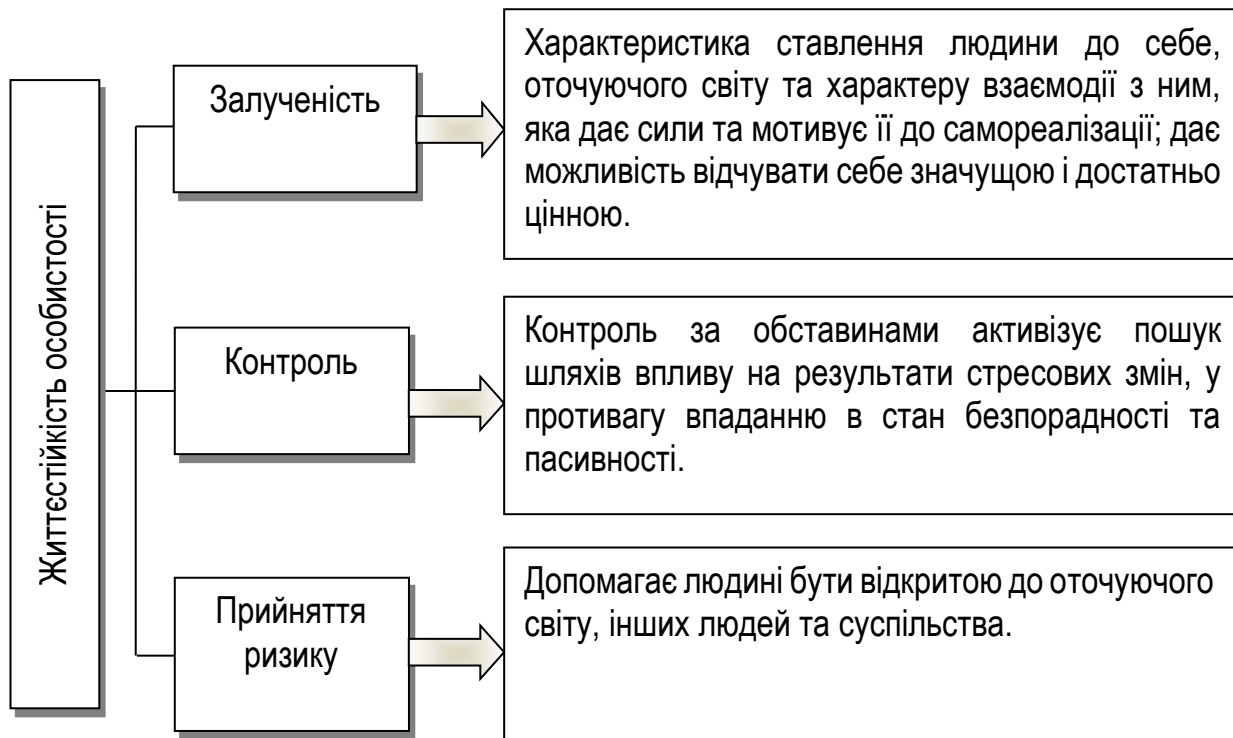 Життєстійкість особистості
Залученість
Характеристика ставлення людини до себе,
оточуючого світу та характеру взаємодії з ним,
яка дає сили та мотивує її до самореалізації; дає
можливість відчувати себе значущою і достатньо
цінною.
Контроль
Контроль за обставинами активізує пошук
шляхів впливу на результати стресових змін, у
противагу впаданню в стан безпорадності та
пасивності.
Прийняття
ризику
Допомагає людині бути відкритою до оточуючого
світу, інших людей та суспільства.